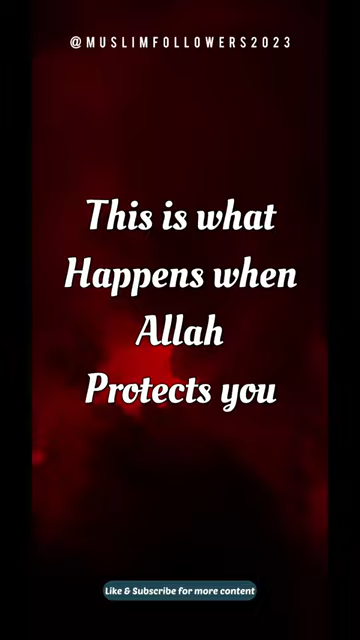 @MUSLIMFOLLOWERS2023
This is what
Happens when
Allah
Protects you
Like & Subscribe for more content